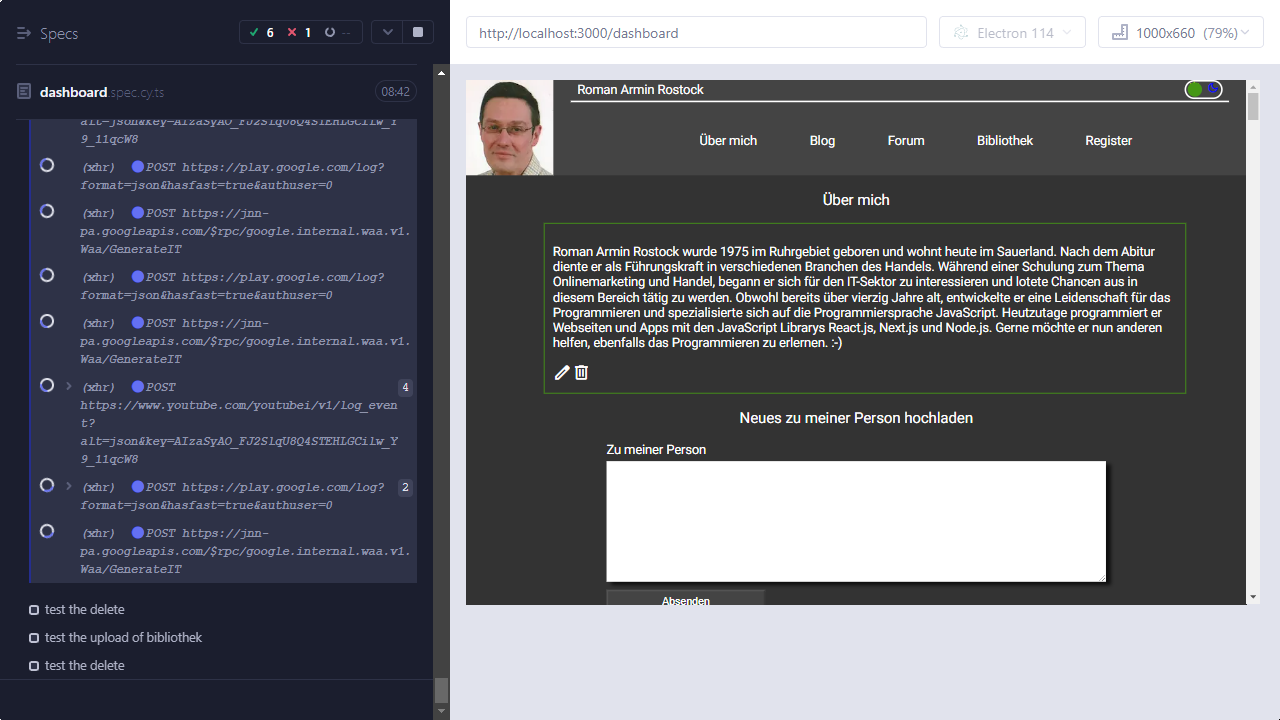 Specs
6
1
--
http://localhost:3000/dashboard
Electron 114
1000x660 (79%)
dashboard.spec.cy.ts
08:42
alt=json&key=AIzaSyAO_FJ2SlqU8Q4STEHLGCilw_Y
9_11qcW8
(xhr) POST https://play.google.com/log?
format=json&hasfast=true&authuser=0
(xhr) POST https://jnn-
pa.googleapis.com/$rpc/google.internal.waa.v1.
Waa/GenerateIT
(xhr) POST https://play.google.com/log?
format=json&hasfast=true&authuser=0
(xhr) POST https://jnn-
pa.googleapis.com/$rpc/google.internal.waa.v1.
Waa/GenerateIT
(xhr) POST 4
https://www.youtube.com/youtubei/v1/log_even
t?
alt=json&key=AIzaSyAO_FJ2SlqU8Q4STEHLGCilw_Y
9_11qcW8
(xhr) POST https://play.google.com/log? 2
format=json&hasfast=true&authuser=0
(xhr) POST https://jnn-
pa.googleapis.com/$rpc/google.internal.waa.v1.
Waa/GenerateIT
test the delete
test the upload of bibliothek
test the delete
Roman Armin Rostock
Über mich Blog Forum Bibliothek Register
Über mich
Roman Armin Rostock wurde 1975 im Ruhrgebiet geboren und wohnt heute im Sauerland. Nach dem Abitur
diente er als Führungskraft in verschiedenen Branchen des Handels. Während einer Schulung zum Thema
Onlinemarketing und Handel, begann er sich für den IT-Sektor zu interessieren und lotete Chancen aus in
diesem Bereich tätig zu werden. Obwohl bereits über vierzig Jahre alt, entwickelte er eine Leidenschaft für das
Programmieren und spezialisierte sich auf die Programmiersprache JavaScript. Heutzutage programmiert er
Webseiten und Apps mit den JavaScript Librarys React.js, Next.js und Node.js. Gerne möchte er nun anderen
helfen, ebenfalls das Programmieren zu erlernen. :-)
Neues zu meiner Person hochladen
Zu meiner Person
Absenden